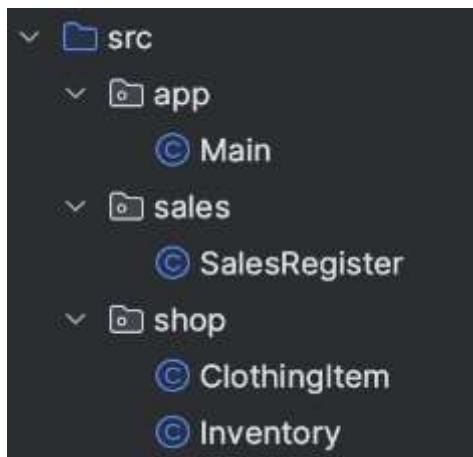 src
app
Main
sales
SalesRegister
shop
ClothingItem
Inventory